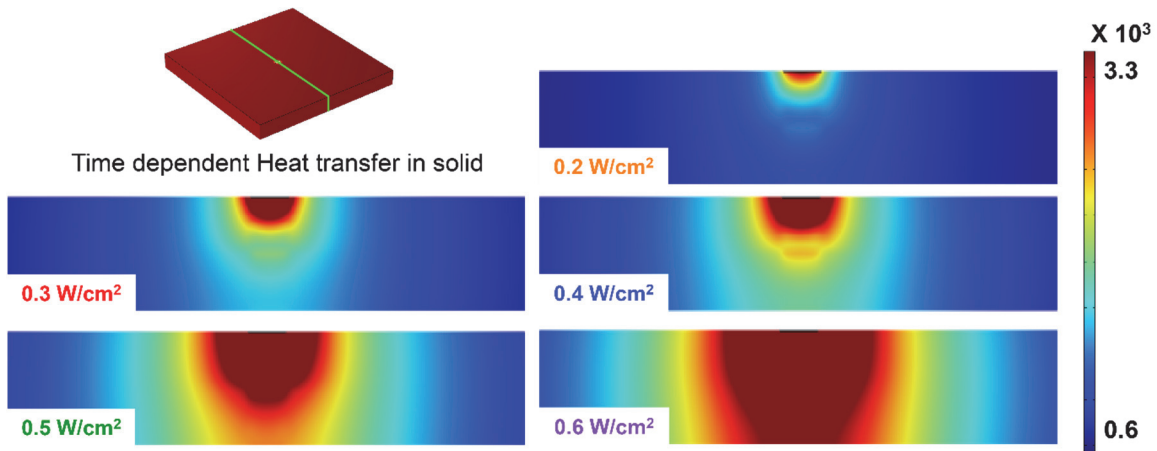 X 10³
3.3
0.2 W/cm²
Time dependent Heat transfer in solid
0.3 W/cm²
0.4 W/cm²
0.5 W/cm²
0.6 W/cm²
0.6